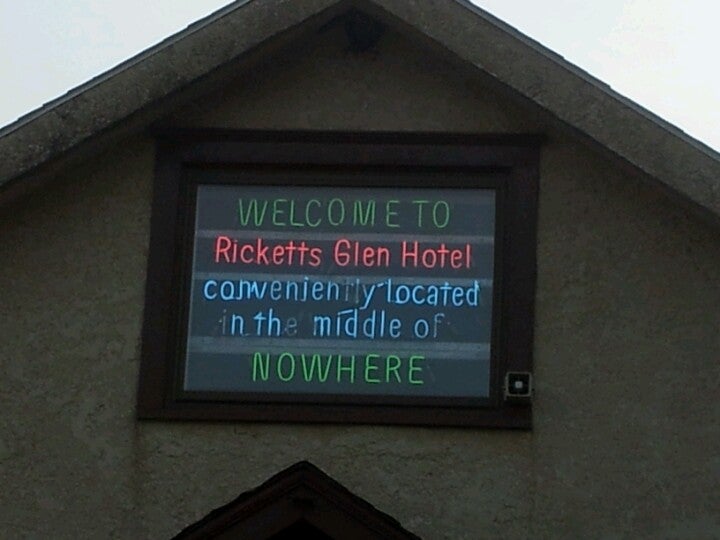 WELCOME TO
Ricketts Glen Hotel
conveniently located
in the middle of
NOWHERE